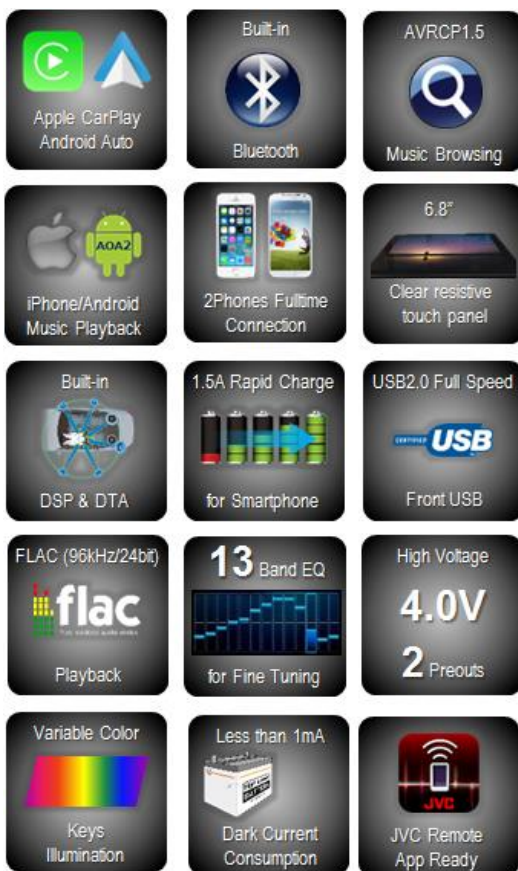 Apple CarPlay
Android Auto
Built-in
Bluetooth
AVRCP1.5
Music Browsing
AOA2
iPhone/Android
Music Playback
2Phones Fulltime
Connection
6.8"
Clear resistive
touch panel
Built-in
DSP & DTA
1.5A Rapid Charge
for Smartphone
USB2.0 Full Speed
CERTIFIED USB
Front USB
FLAC (96kHz/24bit)
flac
Playback
13 Band EQ
for Fine Tuning
High Voltage
4.0V
2 Preouts
Variable Color
Keys
Illumination
Less than 1mA
Dark Current
Consumption
JVC
JVC Remote
App Ready